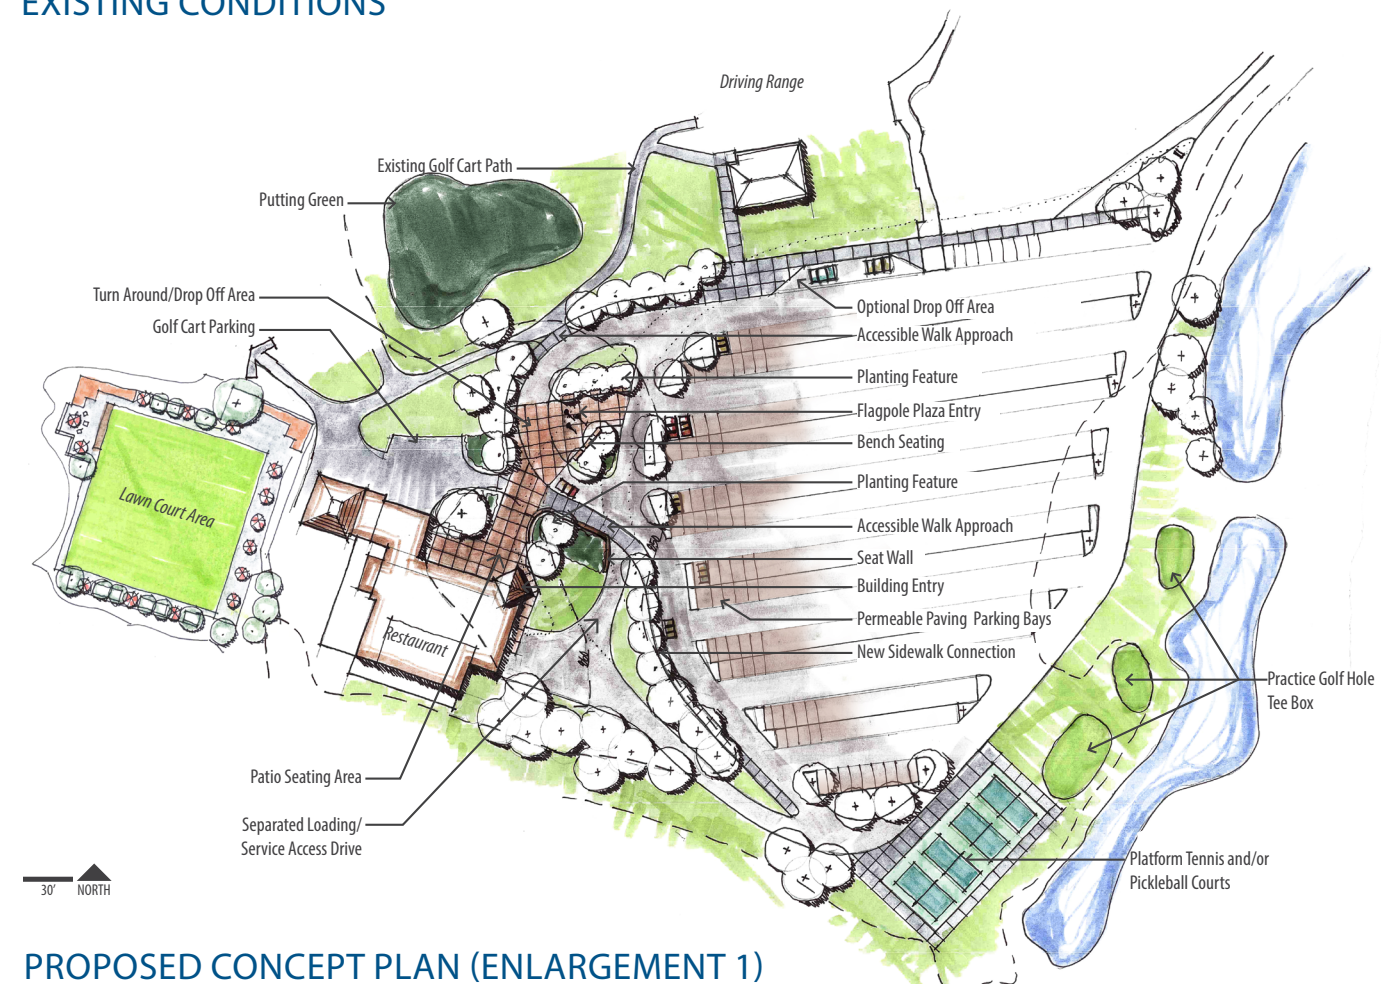 EXISTING CONDITIONS
Driving Range
Existing Golf Cart Path
Putting Green
Turn Around/Drop Off Area
Golf Cart Parking
Optional Drop Off Area
Accessible Walk Approach
Planting Feature
Flagpole Plaza Entry
Bench Seating
Planting Feature
Accessible Walk Approach
Seat Wall
Building Entry
Permeable Paving Parking Bays
New Sidewalk Connection
Lawn Court Area
Restaurant
Practice Golf Hole
Tee Box
Patio Seating Area
Separated Loading/
Service Access Drive
Platform Tennis and/or
Pickleball Courts
30' NORTH
PROPOSED CONCEPT PLAN (ENLARGEMENT 1)